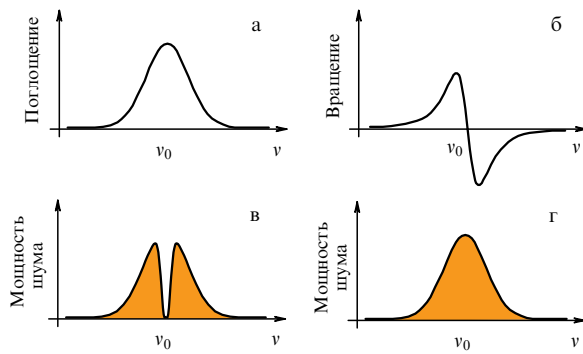 а
Поглощение
ν0
ν
б
Вращение
ν0
ν
в
Мощность
шума
ν0
ν
г
Мощность
шума
ν0
ν